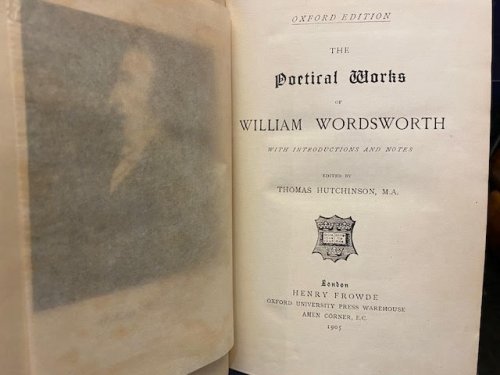 OXFORD EDITION
THE
Poetical Works
OF
WILLIAM WORDSWORTH
WITH INTRODUCTIONS AND NOTES
EDITED BY
THOMAS HUTCHINSON, M.A.
London
HENRY FROWDE
OXFORD UNIVERSITY PRESS WAREHOUSE
AMEN CORNER, E.C.
1905